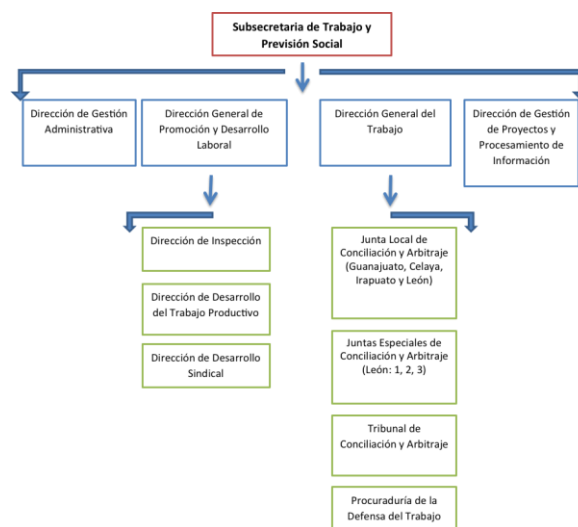 Subsecretaria de Trabajo y
Previsión Social
Dirección de Gestión
Administrativa
Dirección General de
Promoción y Desarrollo
Laboral
Dirección General del
Trabajo
Dirección de Gestión
de Proyectos y
Procesamiento de
Información
Dirección de Inspección
Dirección de Desarrollo
del Trabajo Productivo
Dirección de Desarrollo
Sindical
Junta Local de
Conciliación y Arbitraje
(Guanajuato, Celaya,
Irapuato y León)
Juntas Especiales de
Conciliación y Arbitraje
(León: 1, 2, 3)
Tribunal de
Conciliación y Arbitraje
Procuraduría de la
Defensa del Trabajo